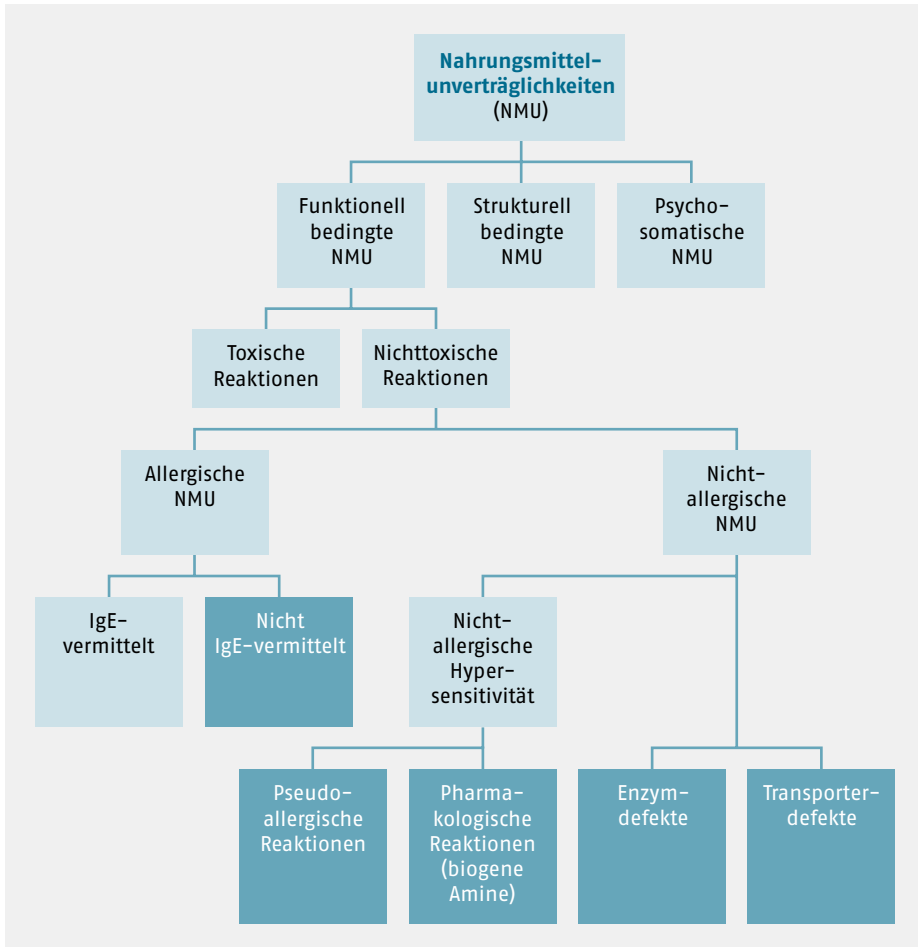 Nahrungsmittel-
unverträglichkeiten
(NMU)
Funktionell
bedingte
NMU
Strukturell
bedingte
NMU
Psycho-
somatische
NMU
Toxische
Reaktionen
Nichttoxische
Reaktionen
Allergische
NMU
Nicht-
allergische
NMU
IgE-
vermittelt
Nicht
IgE-vermittelt
Nicht-
allergische
Hyper-
sensitivität
Pseudo-
allergische
Reaktionen
Pharma-
kologische
Reaktionen
(biogene
Amine)
Enzym-
defekte
Transporter-
defekte